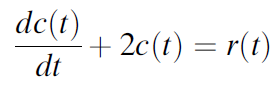 dc(t)/dt + 2c(t) = r(t)